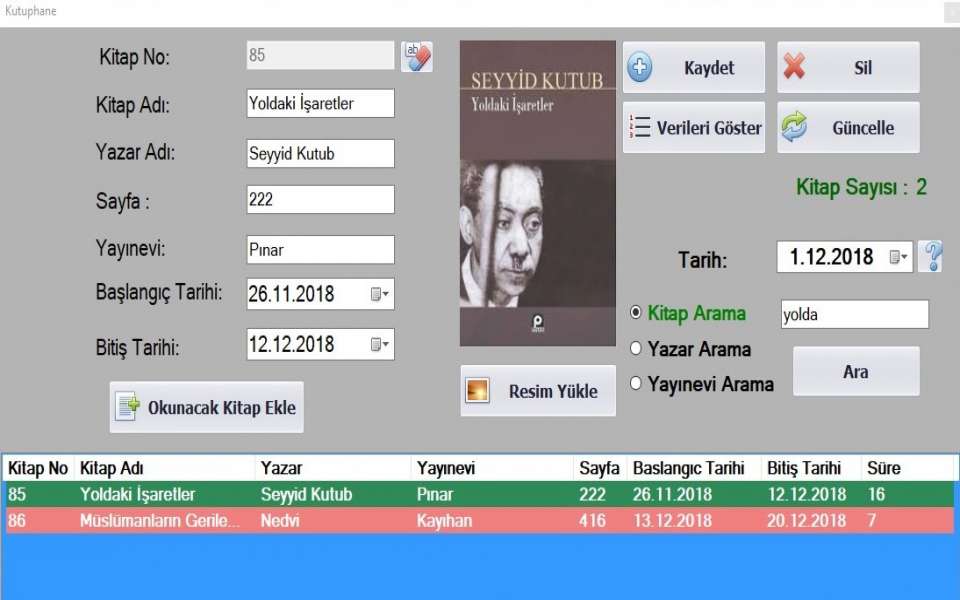 Kutuphane
Kitap No:
85
Kitap Adı:
Yoldaki İşaretler
Yazar Adı:
Seyyid Kutub
Sayfa :
222
Yayınevi:
Pınar
Başlangıç Tarihi:
26.11.2018
Bitiş Tarihi:
12.12.2018
Okunacak Kitap Ekle
SEYYİD KUTUB
Yoldaki İşaretler
Resim Yükle
Kaydet
Sil
Verileri Göster
Güncelle
Kitap Sayısı : 2
Tarih:
1.12.2018
Kitap Arama
yolda
Yazar Arama
Yayınevi Arama
Ara
Kitap No Kitap Adı Yazar Yayınevi Sayfa Baslangıc Tarihi Bitiş Tarihi Süre
85 Yoldaki İşaretler Seyyid Kutub Pınar 222 26.11.2018 12.12.2018 16
86 Müslümanların Gerile... Nedvi Kayıhan 416 13.12.2018 20.12.2018 7